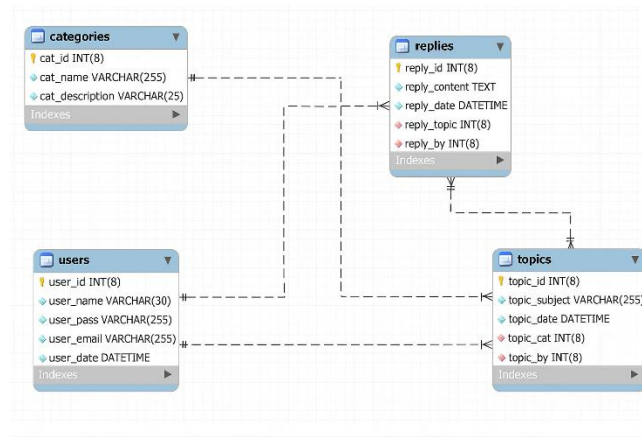 categories
cat_id INT(8)
cat_name VARCHAR(255)
cat_description VARCHAR(25)
Indexes
replies
reply_id INT(8)
reply_content TEXT
reply_date DATETIME
reply_topic INT(8)
reply_by INT(8)
Indexes
users
user_id INT(8)
user_name VARCHAR(30)
user_pass VARCHAR(255)
user_email VARCHAR(255)
user_date DATETIME
Indexes
topics
topic_id INT(8)
topic_subject VARCHAR(255)
topic_date DATETIME
topic_cat INT(8)
topic_by INT(8)
Indexes